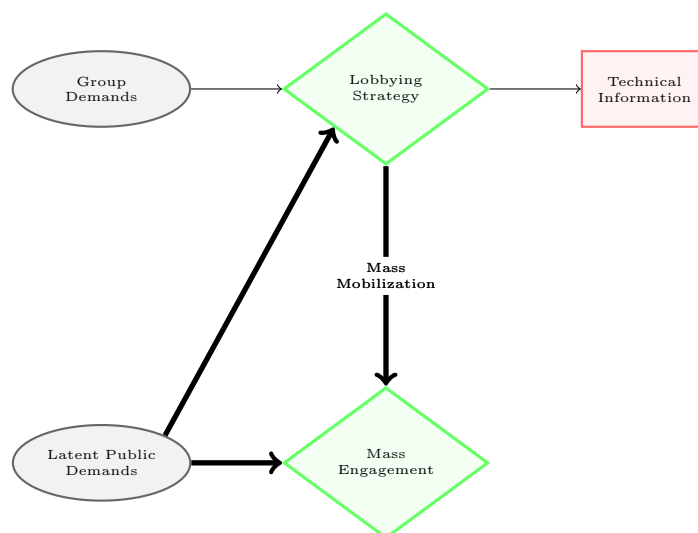 Group
Demands
Lobbying
Strategy
Technical
Information
Mass
Mobilization
Latent Public
Demands
Mass
Engagement